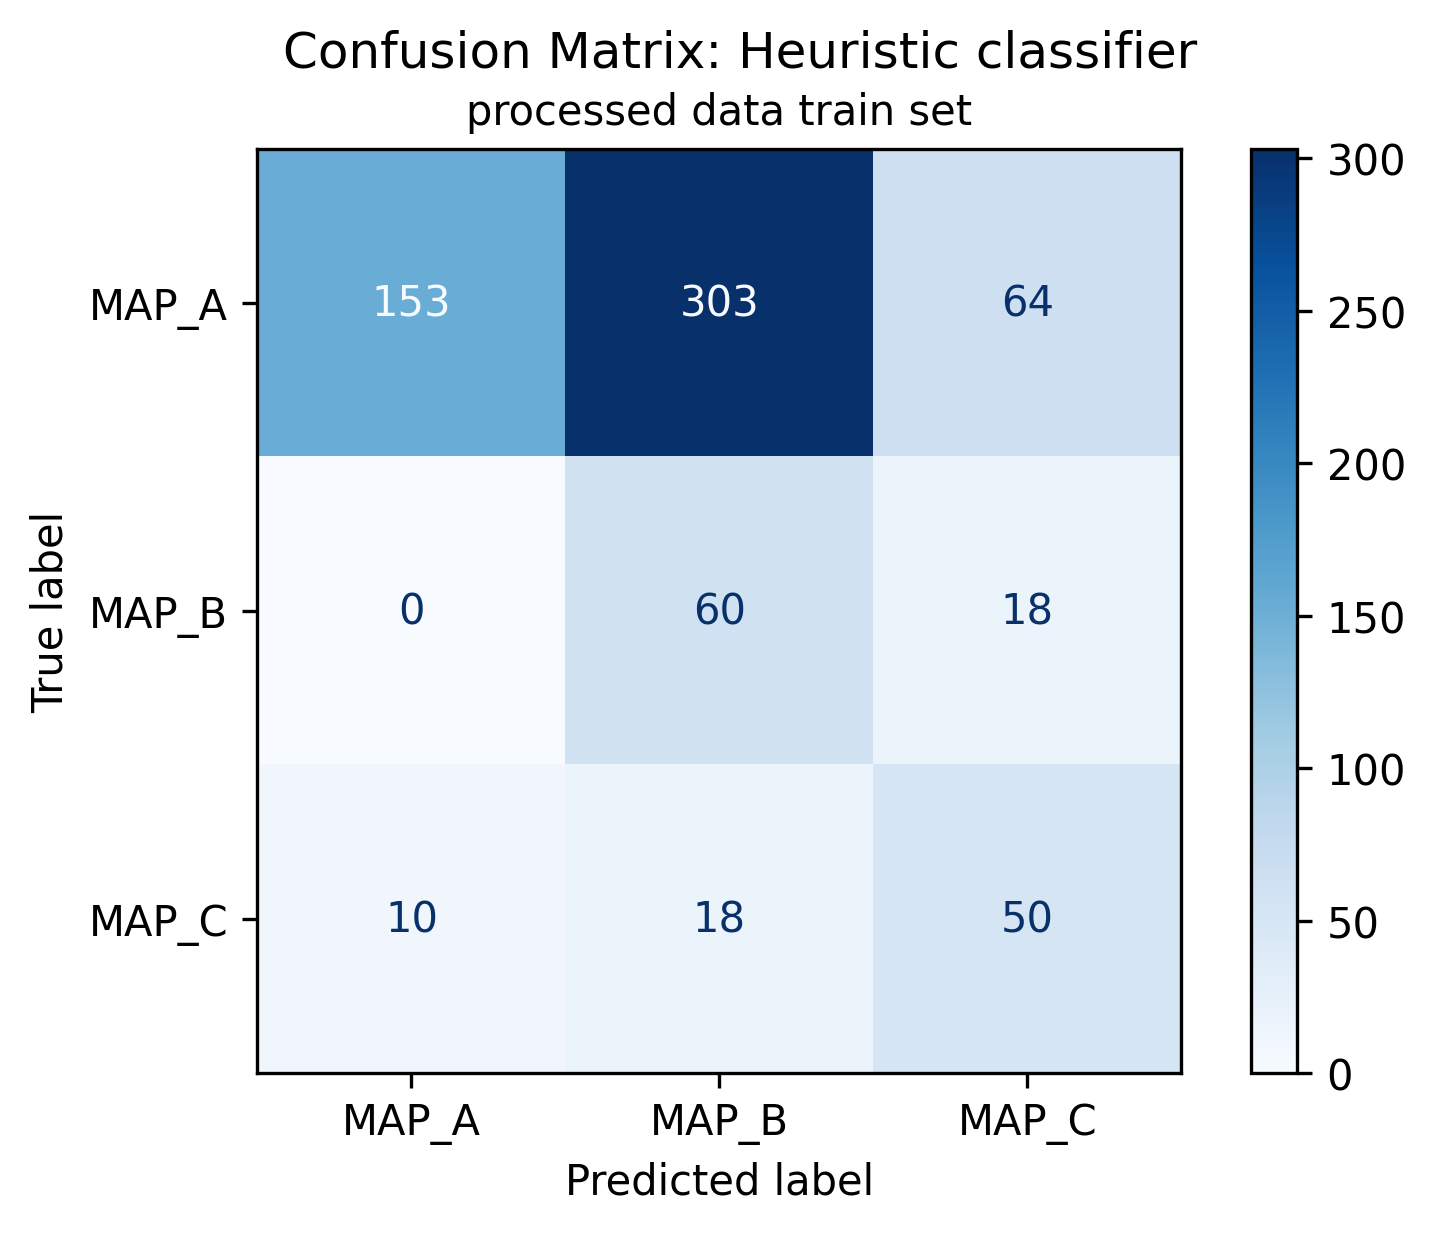 Confusion Matrix: Heuristic classifier
processed data train set
True label
MAP_A
153
303
64
MAP_B
0
60
18
MAP_C
10
18
50
MAP_A
MAP_B
MAP_C
Predicted label
300
250
200
150
100
50
0